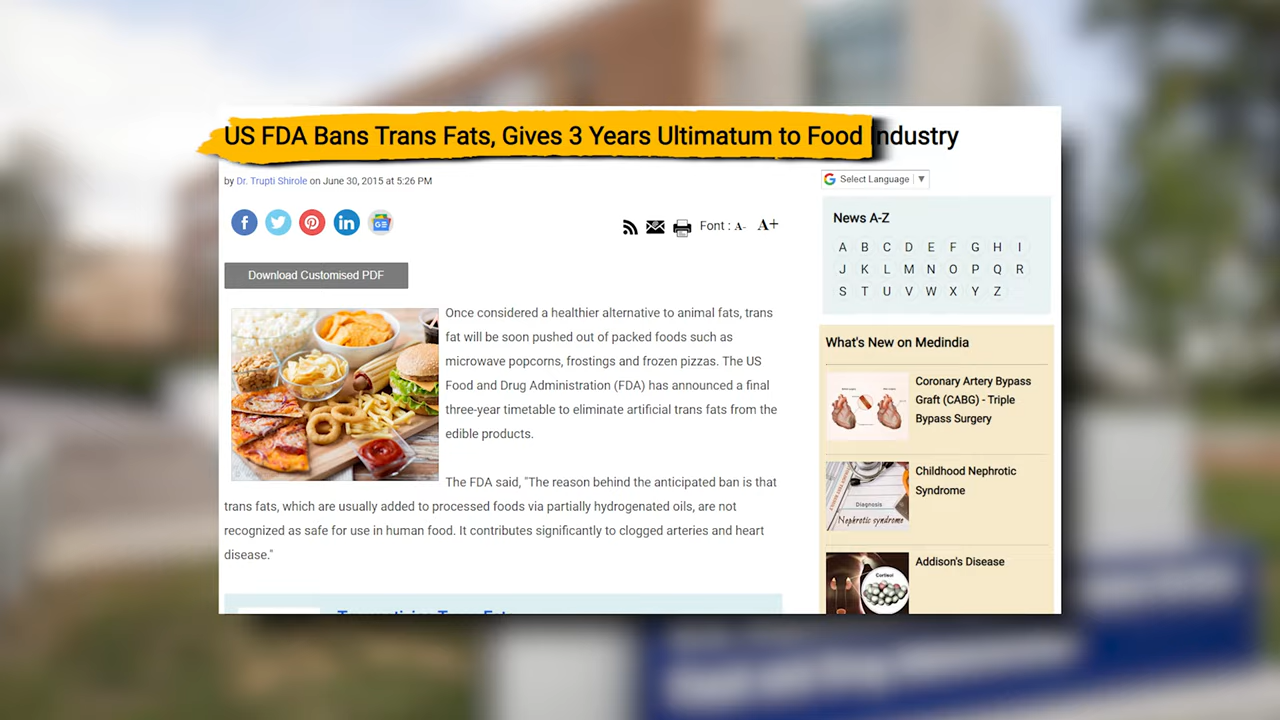 US FDA Bans Trans Fats, Gives 3 Years Ultimatum to Food Industry
by Dr. Trupti Shirole on June 30, 2015 at 5:26 PM
Select Language
Font : A- A+
Download Customised PDF
Once considered a healthier alternative to animal fats, trans
fat will be soon pushed out of packed foods such as
microwave popcorns, frostings and frozen pizzas. The US
Food and Drug Administration (FDA) has announced a final
three-year timetable to eliminate artificial trans fats from the
edible products.
The FDA said, "The reason behind the anticipated ban is that
trans fats, which are usually added to processed foods via partially hydrogenated oils, are not
recognized as safe for use in human food. It contributes significantly to clogged arteries and heart
disease."
News A-Z
A B C D E F G H I
J K L M N O P Q R
S T U V W X Y Z
What's New on Medindia
Coronary Artery Bypass
Graft (CABG) - Triple
Bypass Surgery
Childhood Nephrotic
Syndrome
Diagnosis
Nephrotic syndrome
Addison's Disease
Cortisol